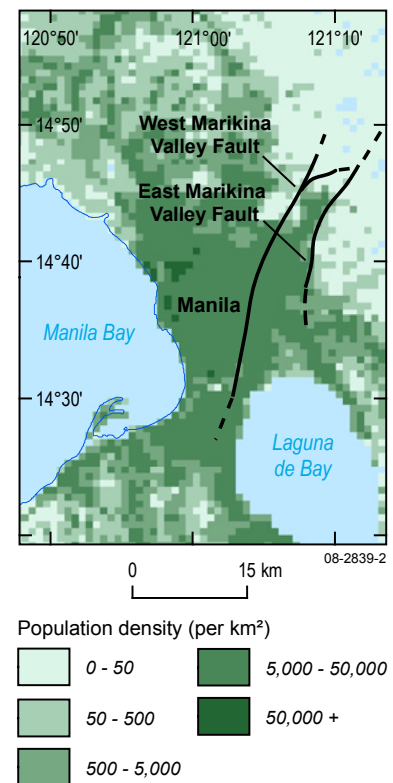 120°50' 121°00' 121°10'
14°50'
West Marikina
Valley Fault
East Marikina
Valley Fault
14°40'
Manila
Manila Bay
14°30'
Laguna
de Bay
08-2839-2
0 15 km
Population density (per km²)
0 - 50
5,000 - 50,000
50 - 500
50,000 +
500 - 5,000